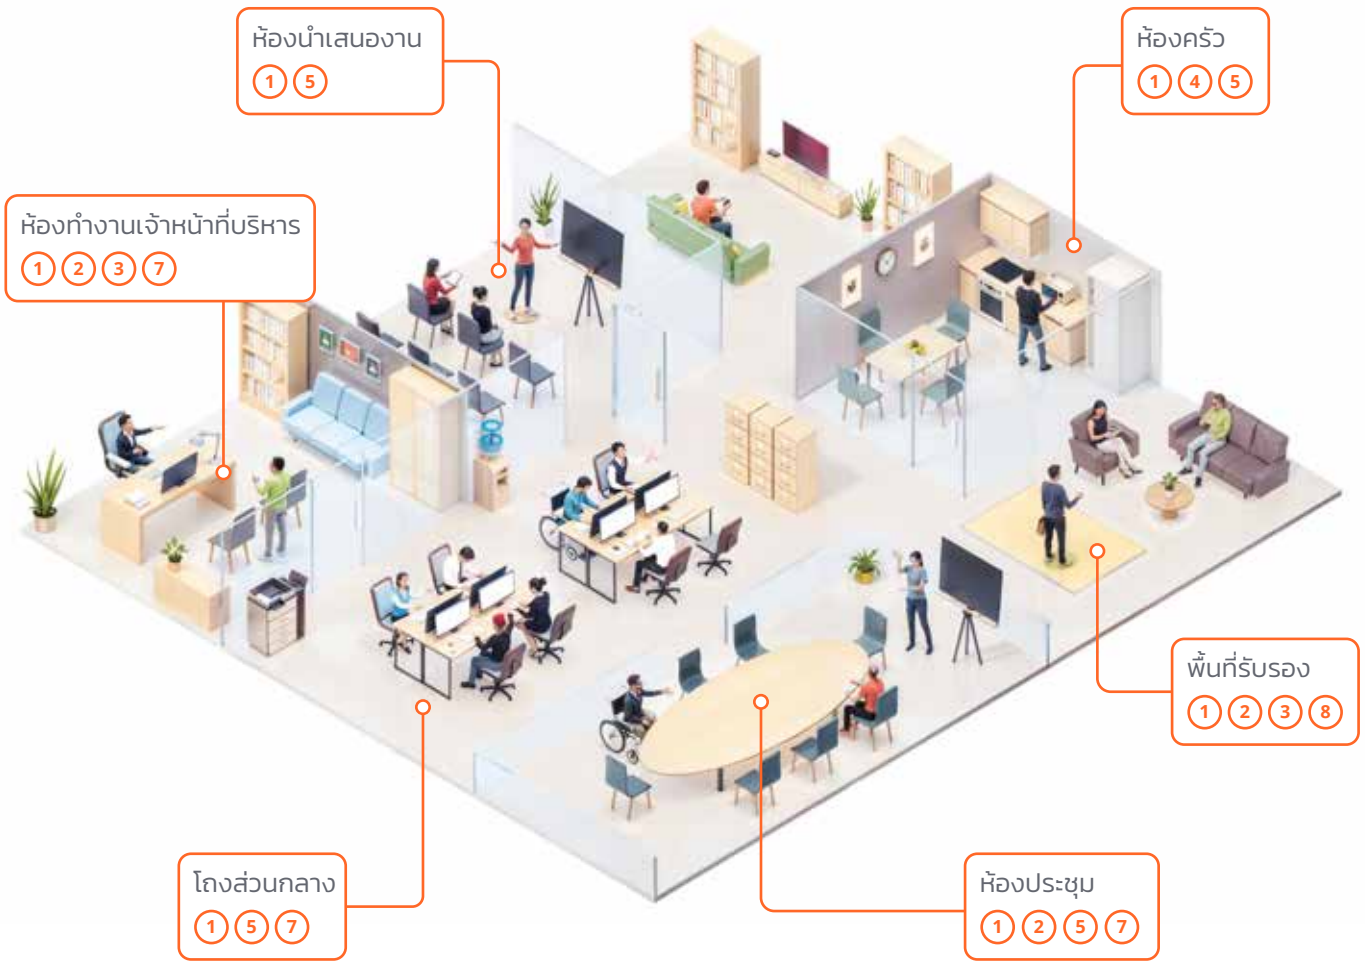 ห้องนำเสนองาน
1 5
ห้องครัว
1 4 5
ห้องทำงานเจ้าหน้าที่บริหาร
1 2 3 7
พื้นที่รับรอง
1 2 3 8
โถงส่วนกลาง
1 5 7
ห้องประชุม
1 2 5 7